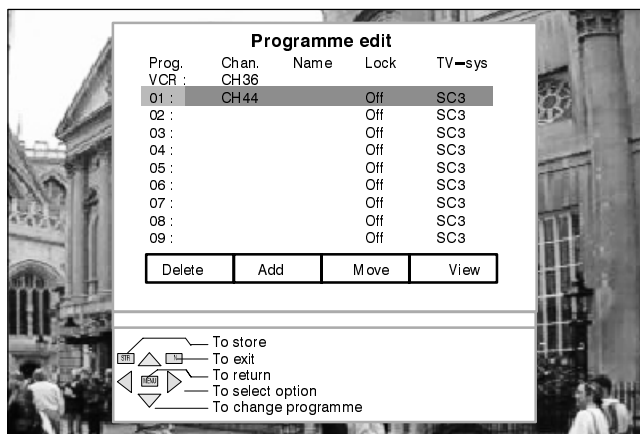 Programme edit
Prog. Chan. Name Lock TV-sys
VCR : CH36
01 : CH44 Off SC3
02 : Off SC3
03 : Off SC3
04 : Off SC3
05 : Off SC3
06 : Off SC3
07 : Off SC3
08 : Off SC3
09 : Off SC3
Delete Add Move View
To store
STR N To exit
MENU To return
To select option
To change programme